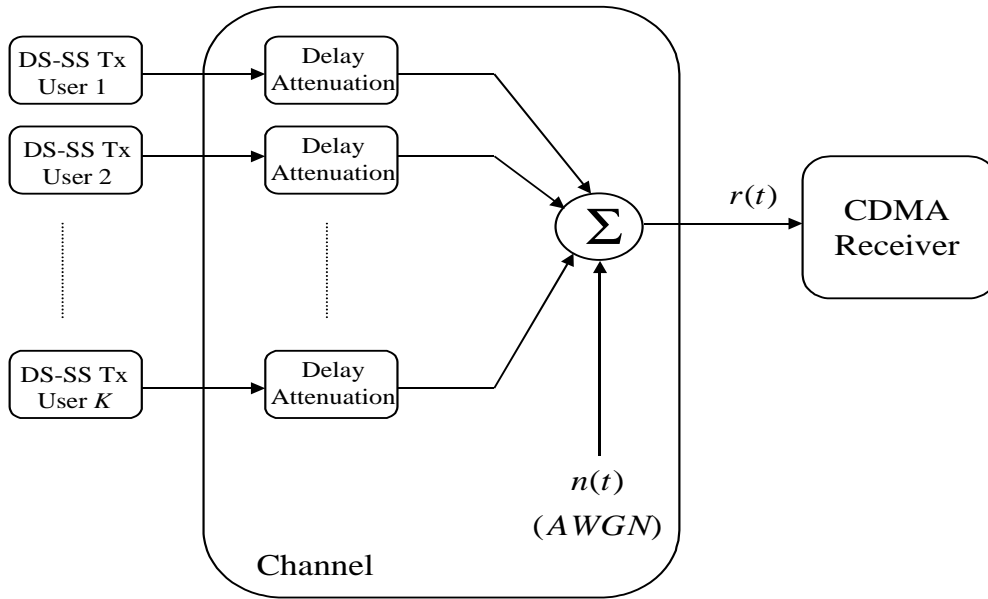 DS-SS Tx
User 1
Delay
Attenuation
DS-SS Tx
User 2
Delay
Attenuation
DS-SS Tx
User K
Delay
Attenuation
Σ
r(t)
CDMA
Receiver
n(t)
(AWGN)
Channel